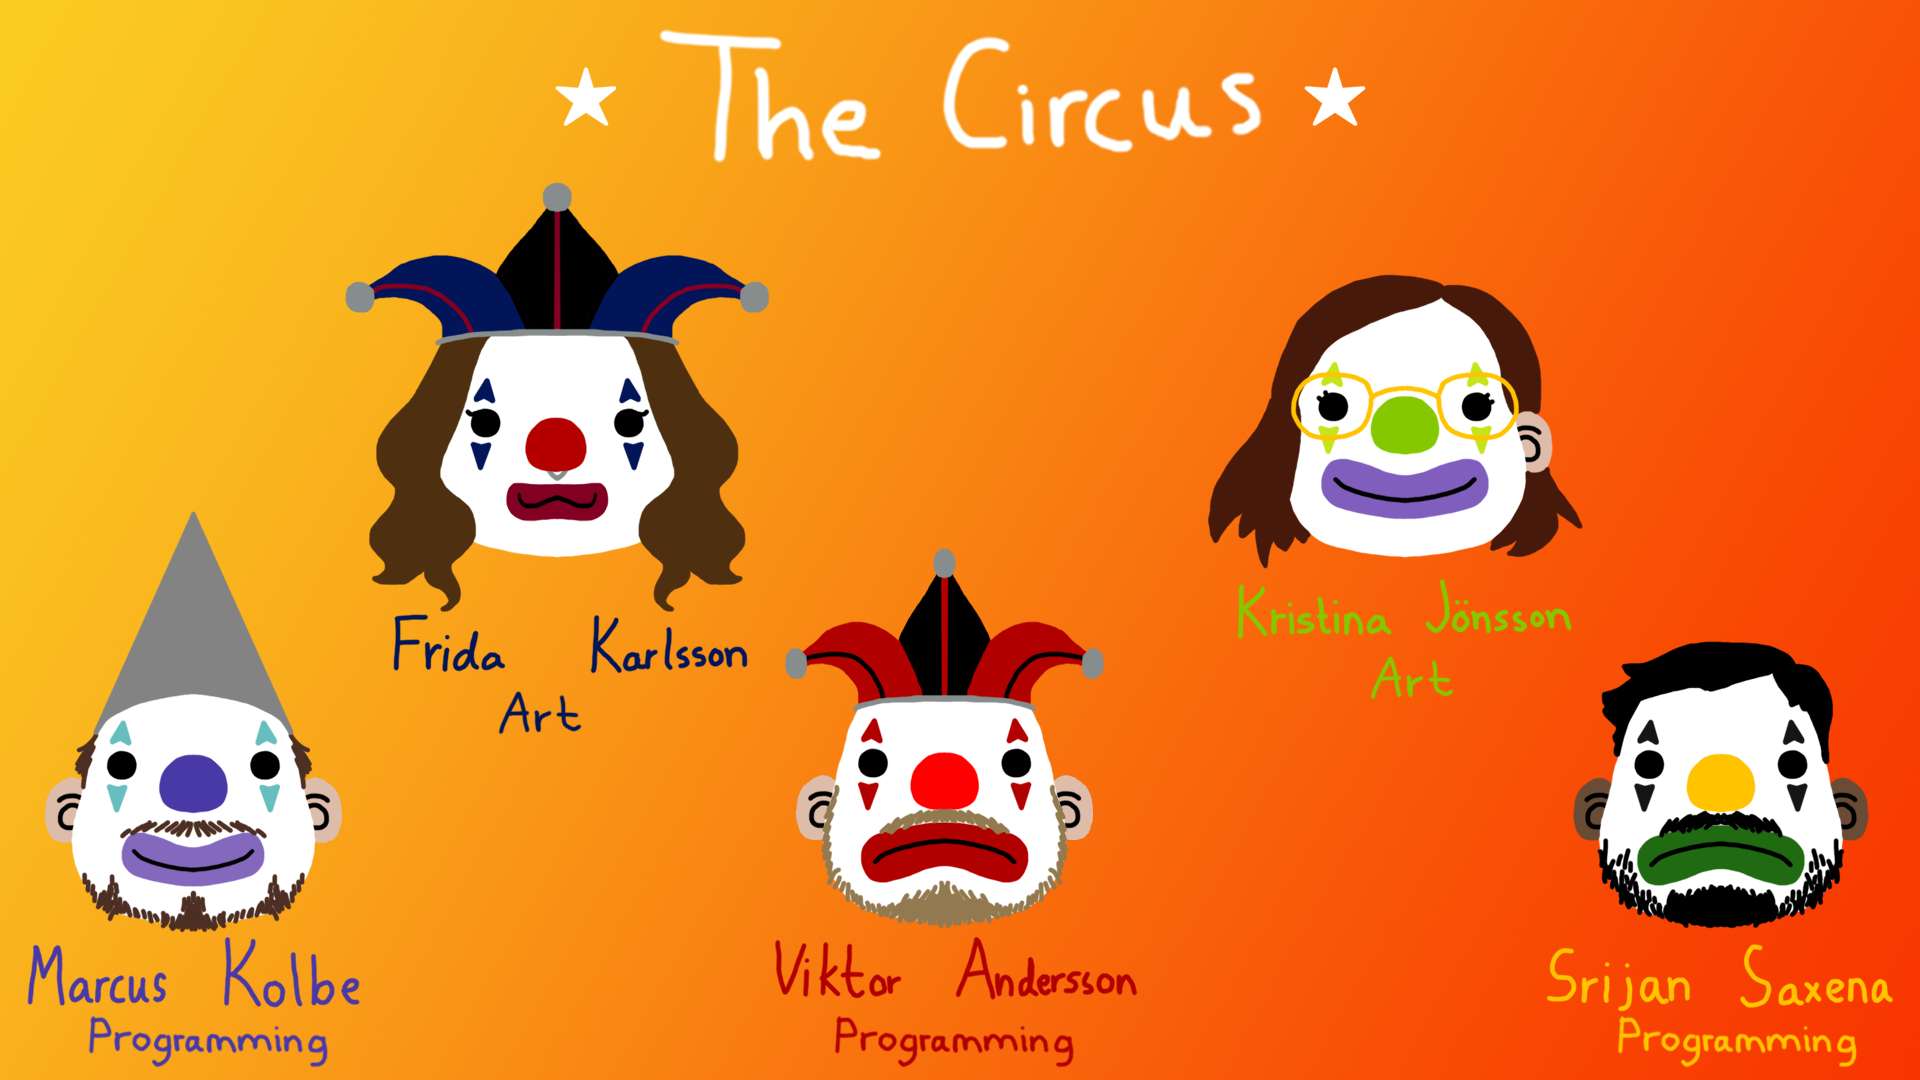 The Circus
Frida Karlsson
Art
Kristina Jönsson
Art
Marcus Kolbe
Programming
Viktor Andersson
Programming
Srijan Saxena
Programming